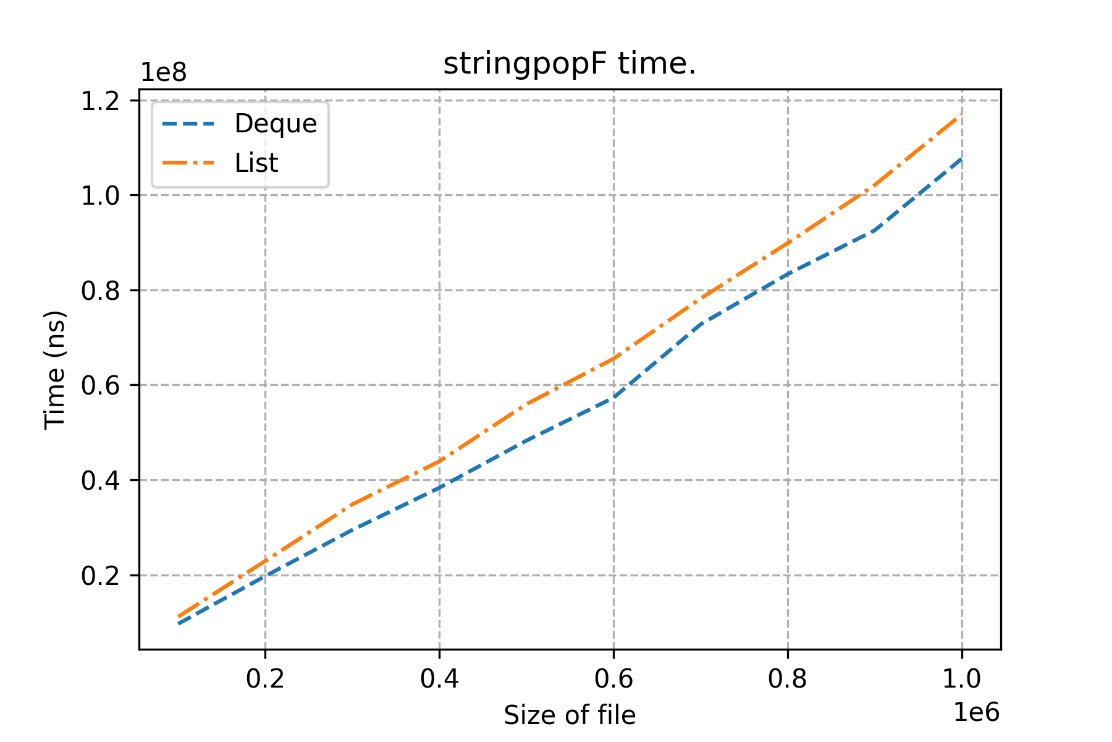 stringpopF time.
1e8
1.2
1.0
0.8
0.6
0.4
0.2
Time (ns)
Deque
List
0.2 0.4 0.6 0.8 1.0
Size of file
1e6